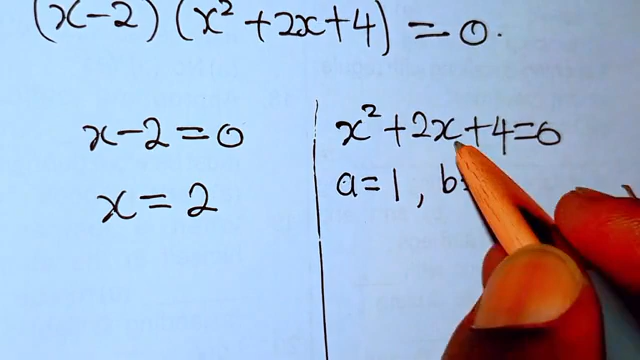 (x-2)(x²+2x+4)=0.
x-2=0
x=2
x²+2x+4=0
a=1, b=